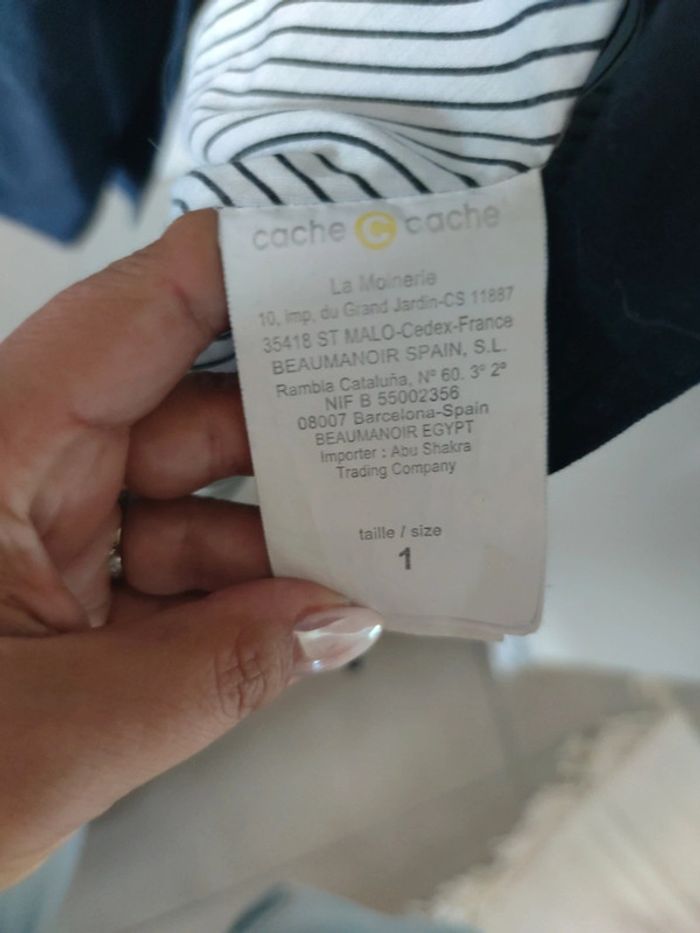 cache C cache
La Moinerie
10, imp. du Grand Jardin-CS 11887
35418 ST MALO-Cedex-France
BEAUMANOIR SPAIN, S.L.
Rambla Cataluña, Nº 60. 3º 2ª
NIF B 55002356
08007 Barcelona-Spain
BEAUMANOIR EGYPT
Importer : Abu Shakra
Trading Company
taille / size
1